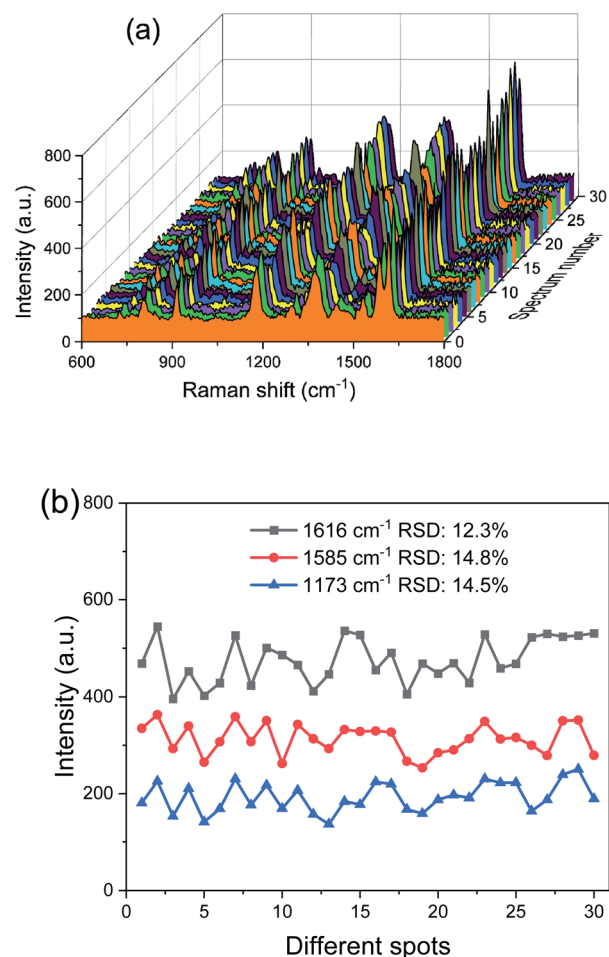 (a)
800
600
400
200
0
Intensity (a.u.)
600
900
1200
1500
1800
Raman shift (cm⁻¹)
0
5
10
15
20
25
30
Spectrum number
(b)
800
600
400
200
0
Intensity (a.u.)
1616 cm⁻¹ RSD: 12.3%
1585 cm⁻¹ RSD: 14.8%
1173 cm⁻¹ RSD: 14.5%
0
5
10
15
20
25
30
Different spots